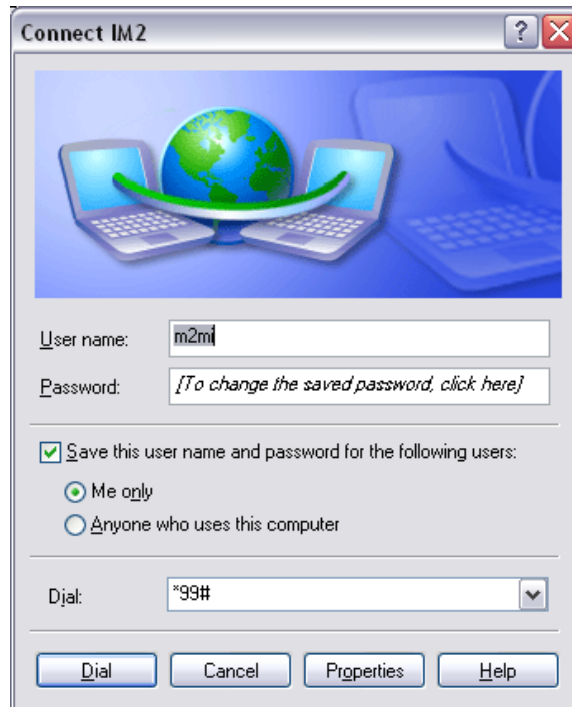 Connect IM2
User name:
m2mi
Password:
[To change the saved password, click here]
Save this user name and password for the following users:
Me only
Anyone who uses this computer
Dial:
*99#
Dial
Cancel
Properties
Help